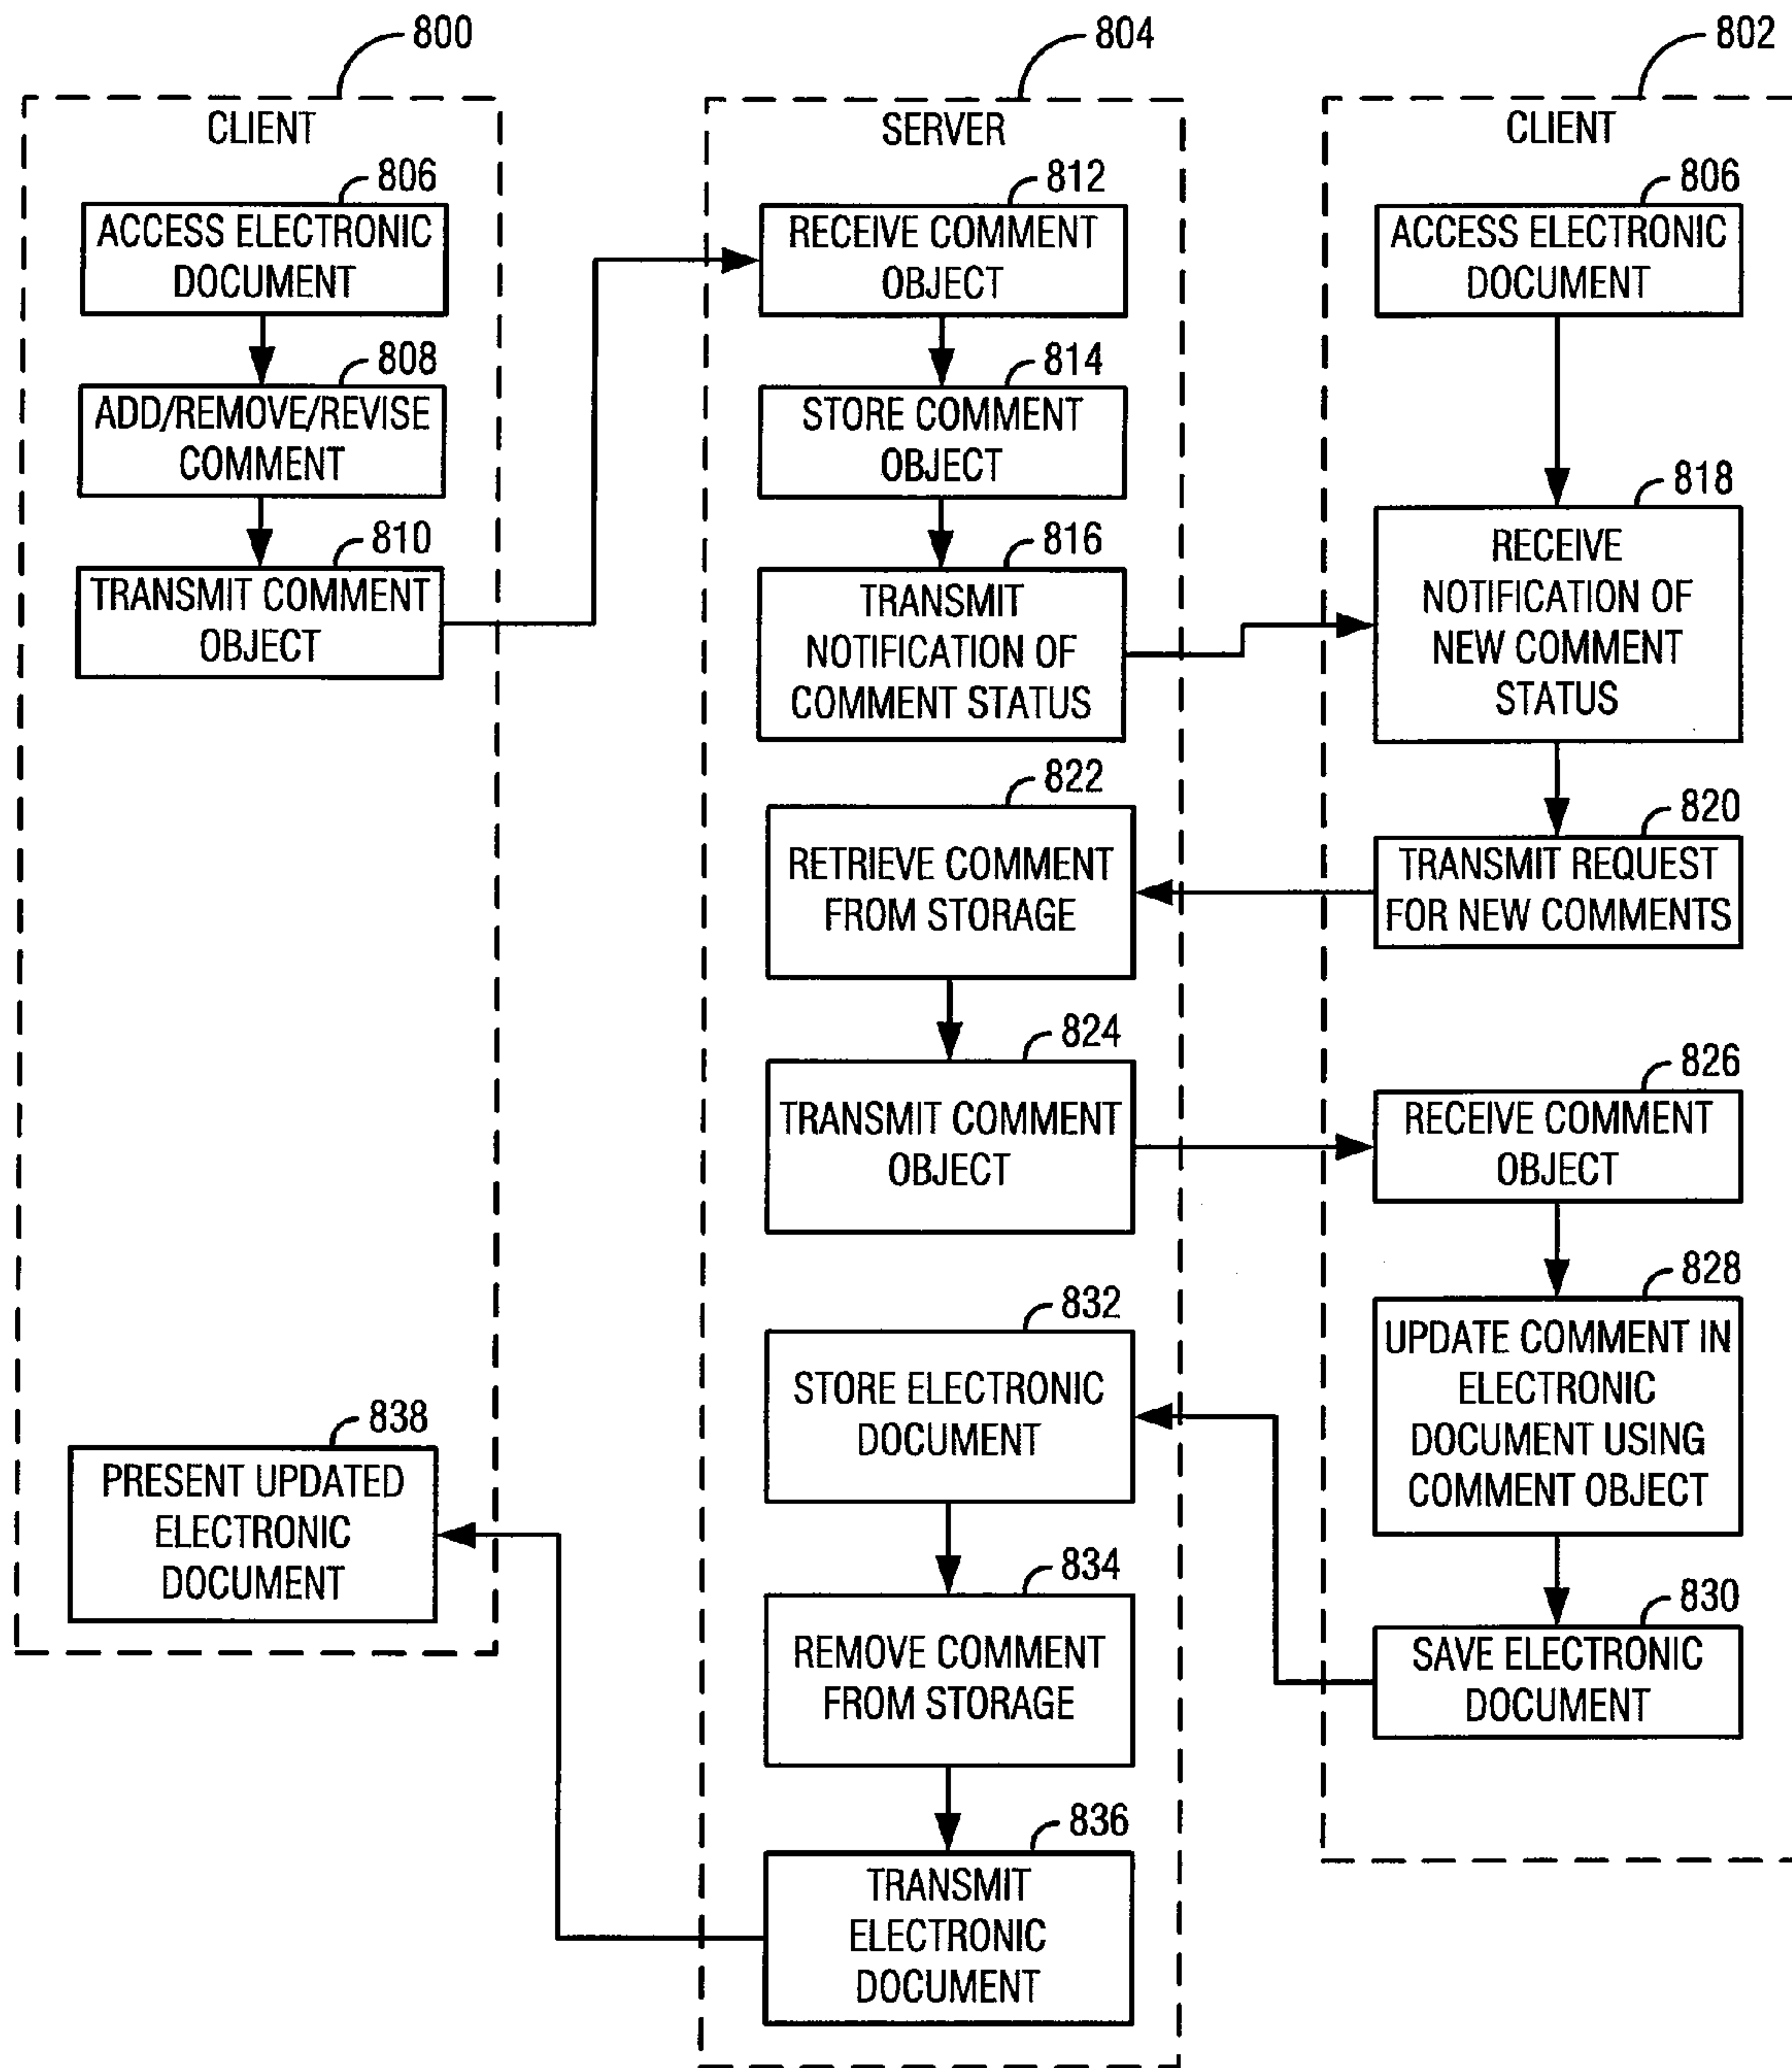 800
CLIENT
806
ACCESS ELECTRONIC
DOCUMENT
808
ADD/REMOVE/REVISE
COMMENT
810
TRANSMIT COMMENT
OBJECT
838
PRESENT UPDATED
ELECTRONIC
DOCUMENT
804
SERVER
812
RECEIVE COMMENT
OBJECT
814
STORE COMMENT
OBJECT
816
TRANSMIT
NOTIFICATION OF
COMMENT STATUS
822
RETRIEVE COMMENT
FROM STORAGE
824
TRANSMIT COMMENT
OBJECT
832
STORE ELECTRONIC
DOCUMENT
834
REMOVE COMMENT
FROM STORAGE
836
TRANSMIT
ELECTRONIC
DOCUMENT
802
CLIENT
806
ACCESS ELECTRONIC
DOCUMENT
818
RECEIVE
NOTIFICATION OF
NEW COMMENT
STATUS
820
TRANSMIT REQUEST
FOR NEW COMMENTS
826
RECEIVE COMMENT
OBJECT
828
UPDATE COMMENT IN
ELECTRONIC
DOCUMENT USING
COMMENT OBJECT
830
SAVE ELECTRONIC
DOCUMENT